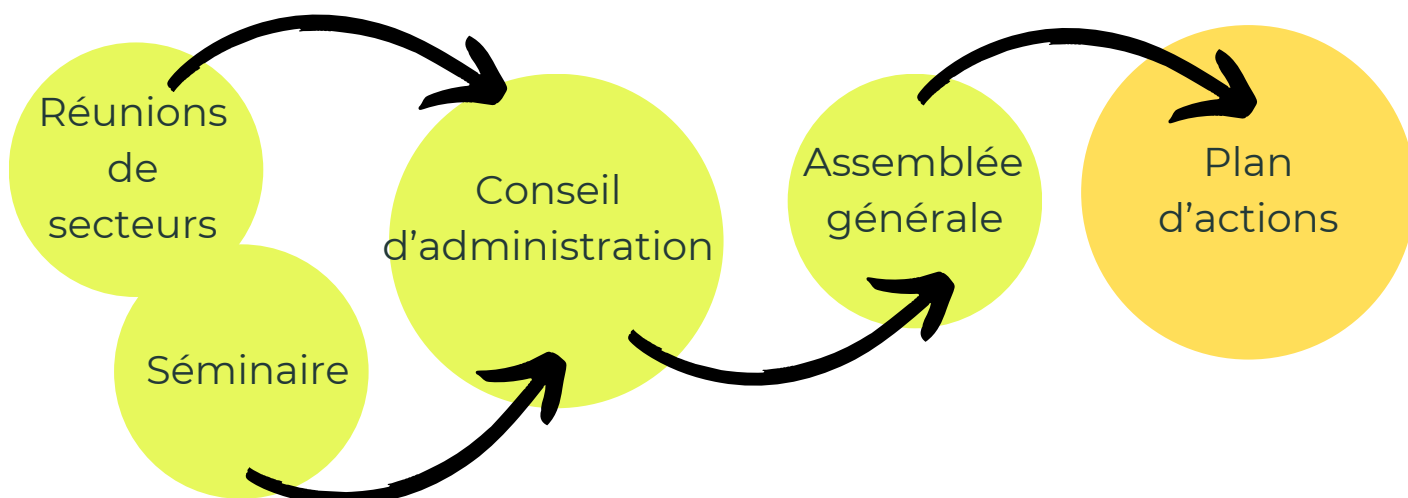 Réunions
de
secteurs
Séminaire
Conseil
d’administration
Assemblée
générale
Plan
d’actions